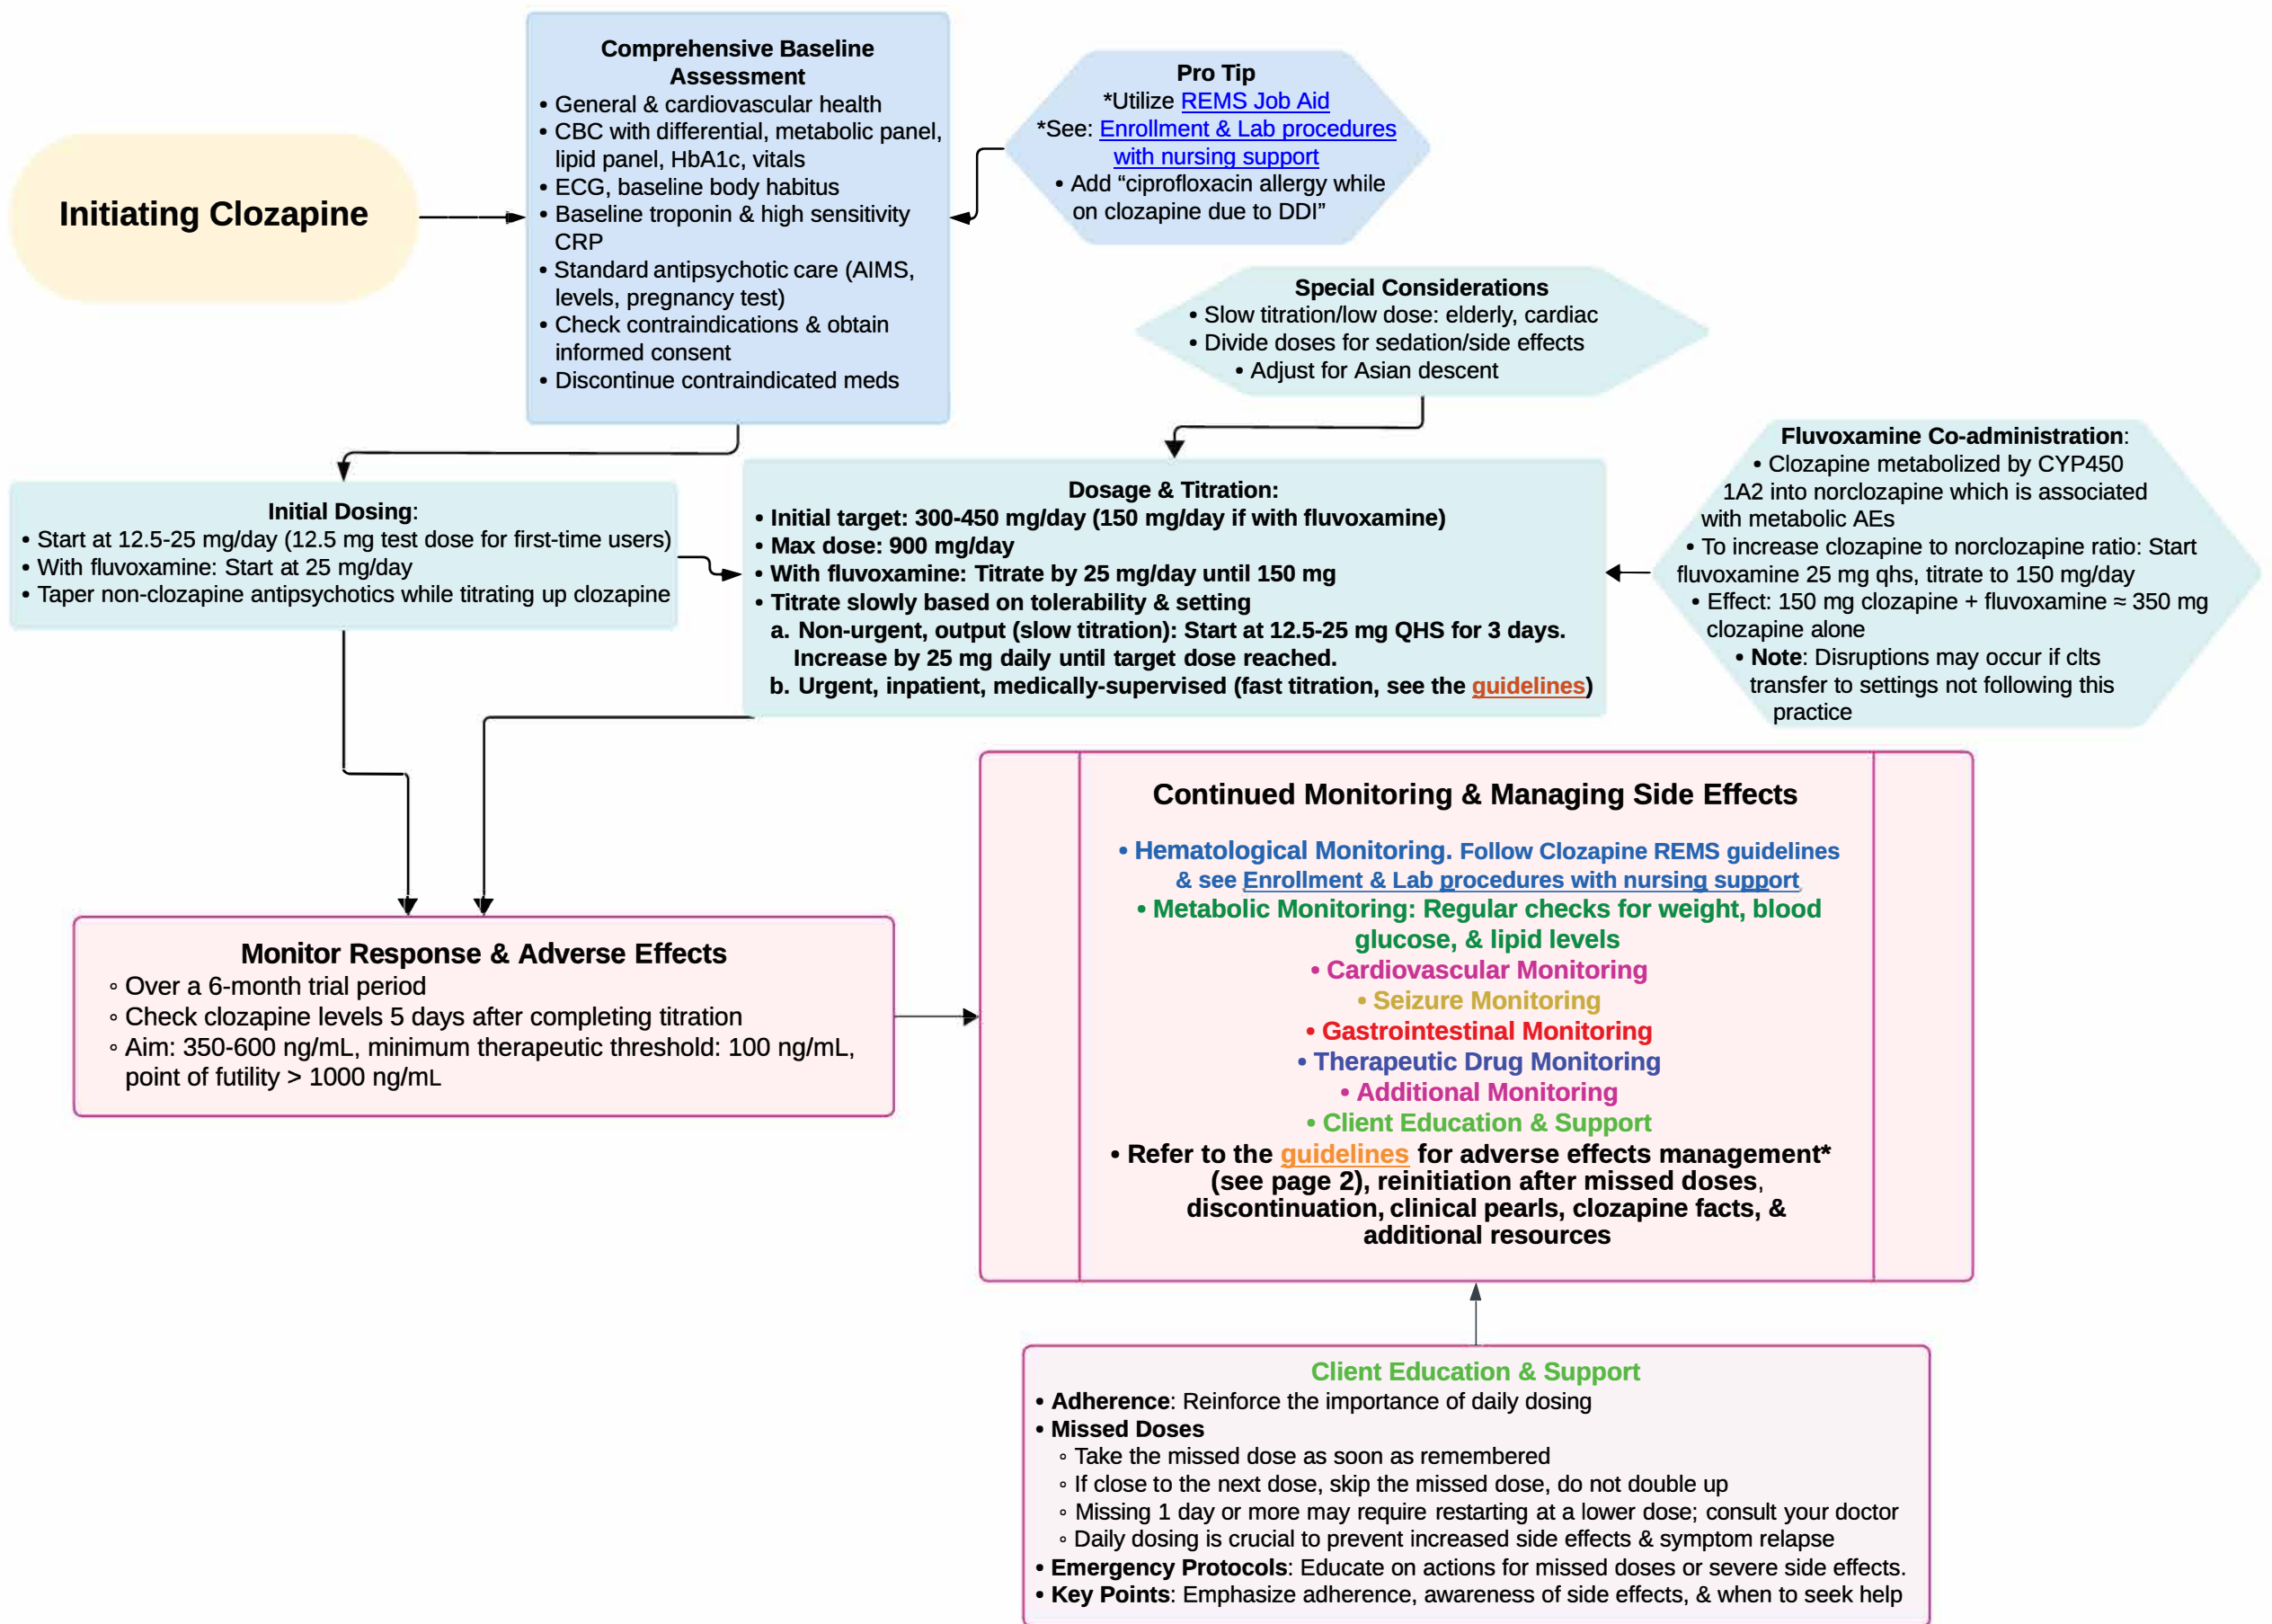 Initiating Clozapine
Comprehensive Baseline
Assessment
• General & cardiovascular health
• CBC with differential, metabolic panel,
lipid panel, HbA1c, vitals
• ECG, baseline body habitus
• Baseline troponin & high sensitivity
CRP
• Standard antipsychotic care (AIMS,
levels, pregnancy test)
• Check contraindications & obtain
informed consent
• Discontinue contraindicated meds
Pro Tip
*Utilize REMS Job Aid
*See: Enrollment & Lab procedures
with nursing support
• Add “ciprofloxacin allergy while
on clozapine due to DDI”
Special Considerations
• Slow titration/low dose: elderly, cardiac
• Divide doses for sedation/side effects
• Adjust for Asian descent
Initial Dosing:
• Start at 12.5-25 mg/day (12.5 mg test dose for first-time users)
• With fluvoxamine: Start at 25 mg/day
• Taper non-clozapine antipsychotics while titrating up clozapine
Dosage & Titration:
• Initial target: 300-450 mg/day (150 mg/day if with fluvoxamine)
• Max dose: 900 mg/day
• With fluvoxamine: Titrate by 25 mg/day until 150 mg
• Titrate slowly based on tolerability & setting
a. Non-urgent, output (slow titration): Start at 12.5-25 mg QHS for 3 days.
Increase by 25 mg daily until target dose reached.
b. Urgent, inpatient, medically-supervised (fast titration, see the guidelines)
Fluvoxamine Co-administration:
• Clozapine metabolized by CYP450
1A2 into norclozapine which is associated
with metabolic AEs
• To increase clozapine to norclozapine ratio: Start
fluvoxamine 25 mg qhs, titrate to 150 mg/day
• Effect: 150 mg clozapine + fluvoxamine ≈ 350 mg
clozapine alone
• Note: Disruptions may occur if clts
transfer to settings not following this
practice
Monitor Response & Adverse Effects
◦ Over a 6-month trial period
◦ Check clozapine levels 5 days after completing titration
◦ Aim: 350-600 ng/mL, minimum therapeutic threshold: 100 ng/mL,
point of futility > 1000 ng/mL
Continued Monitoring & Managing Side Effects
• Hematological Monitoring. Follow Clozapine REMS guidelines
& see Enrollment & Lab procedures with nursing support
• Metabolic Monitoring: Regular checks for weight, blood
glucose, & lipid levels
• Cardiovascular Monitoring
• Seizure Monitoring
• Gastrointestinal Monitoring
• Therapeutic Drug Monitoring
• Additional Monitoring
• Client Education & Support
• Refer to the guidelines for adverse effects management*
(see page 2), reinitiation after missed doses,
discontinuation, clinical pearls, clozapine facts, &
additional resources
Client Education & Support
• Adherence: Reinforce the importance of daily dosing
• Missed Doses
◦ Take the missed dose as soon as remembered
◦ If close to the next dose, skip the missed dose, do not double up
◦ Missing 1 day or more may require restarting at a lower dose; consult your doctor
◦ Daily dosing is crucial to prevent increased side effects & symptom relapse
• Emergency Protocols: Educate on actions for missed doses or severe side effects.
• Key Points: Emphasize adherence, awareness of side effects, & when to seek help